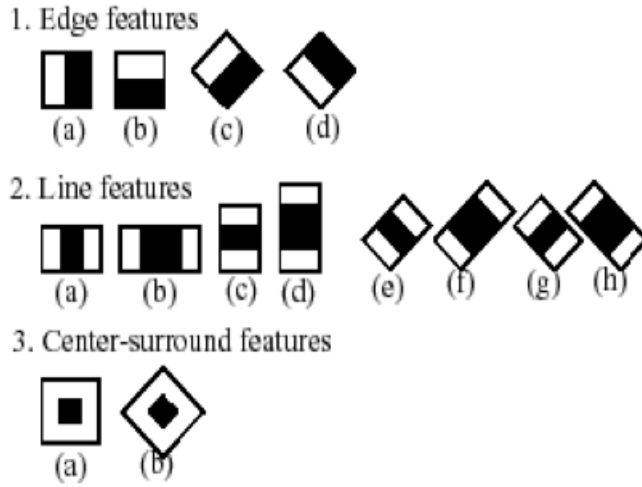 1. Edge features
(a) (b) (c) (d)
2. Line features
(a) (b) (c) (d) (e) (f) (g) (h)
3. Center-surround features
(a) (b)